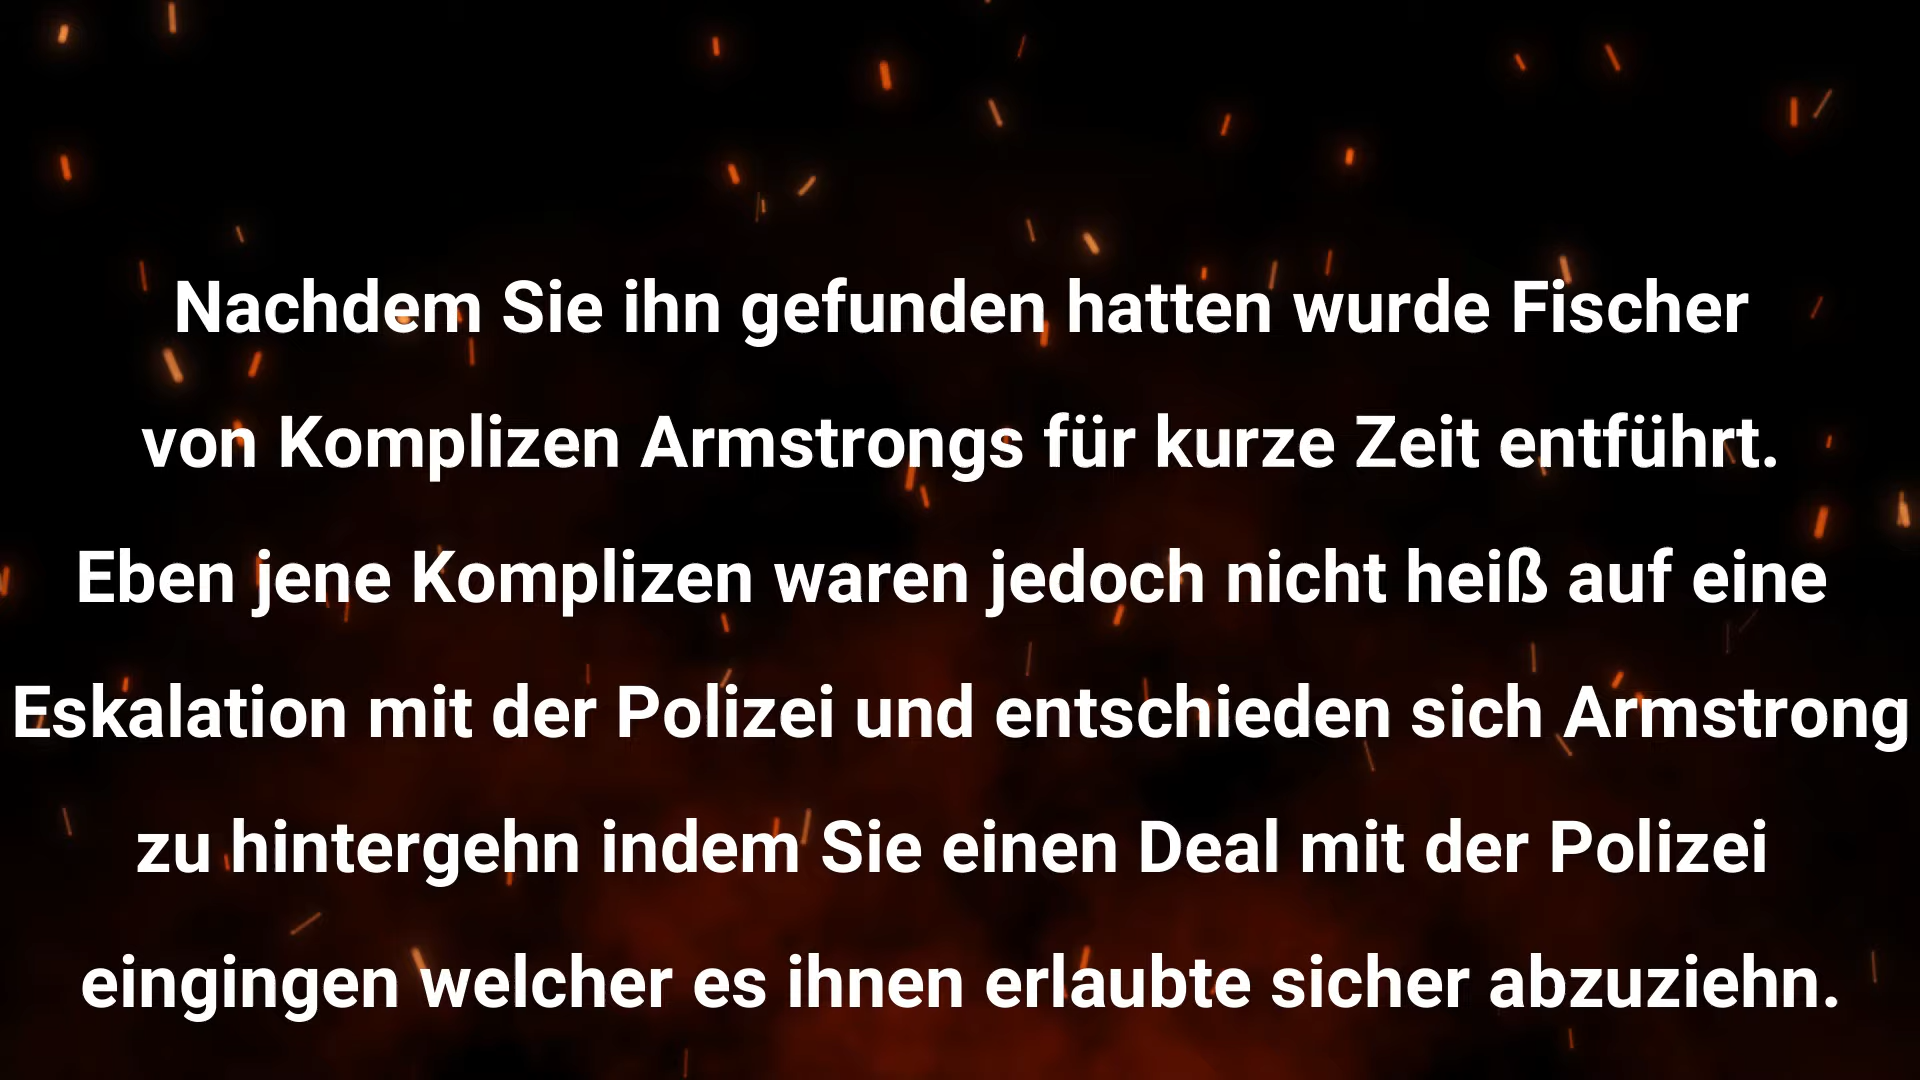 Nachdem Sie ihn gefunden hatten wurde Fischer
von Komplizen Armstrongs für kurze Zeit entführt.
Eben jene Komplizen waren jedoch nicht heiß auf eine
Eskalation mit der Polizei und entschieden sich Armstrong
zu hintergehn indem Sie einen Deal mit der Polizei
eingingen welcher es ihnen erlaubte sicher abzuziehn.